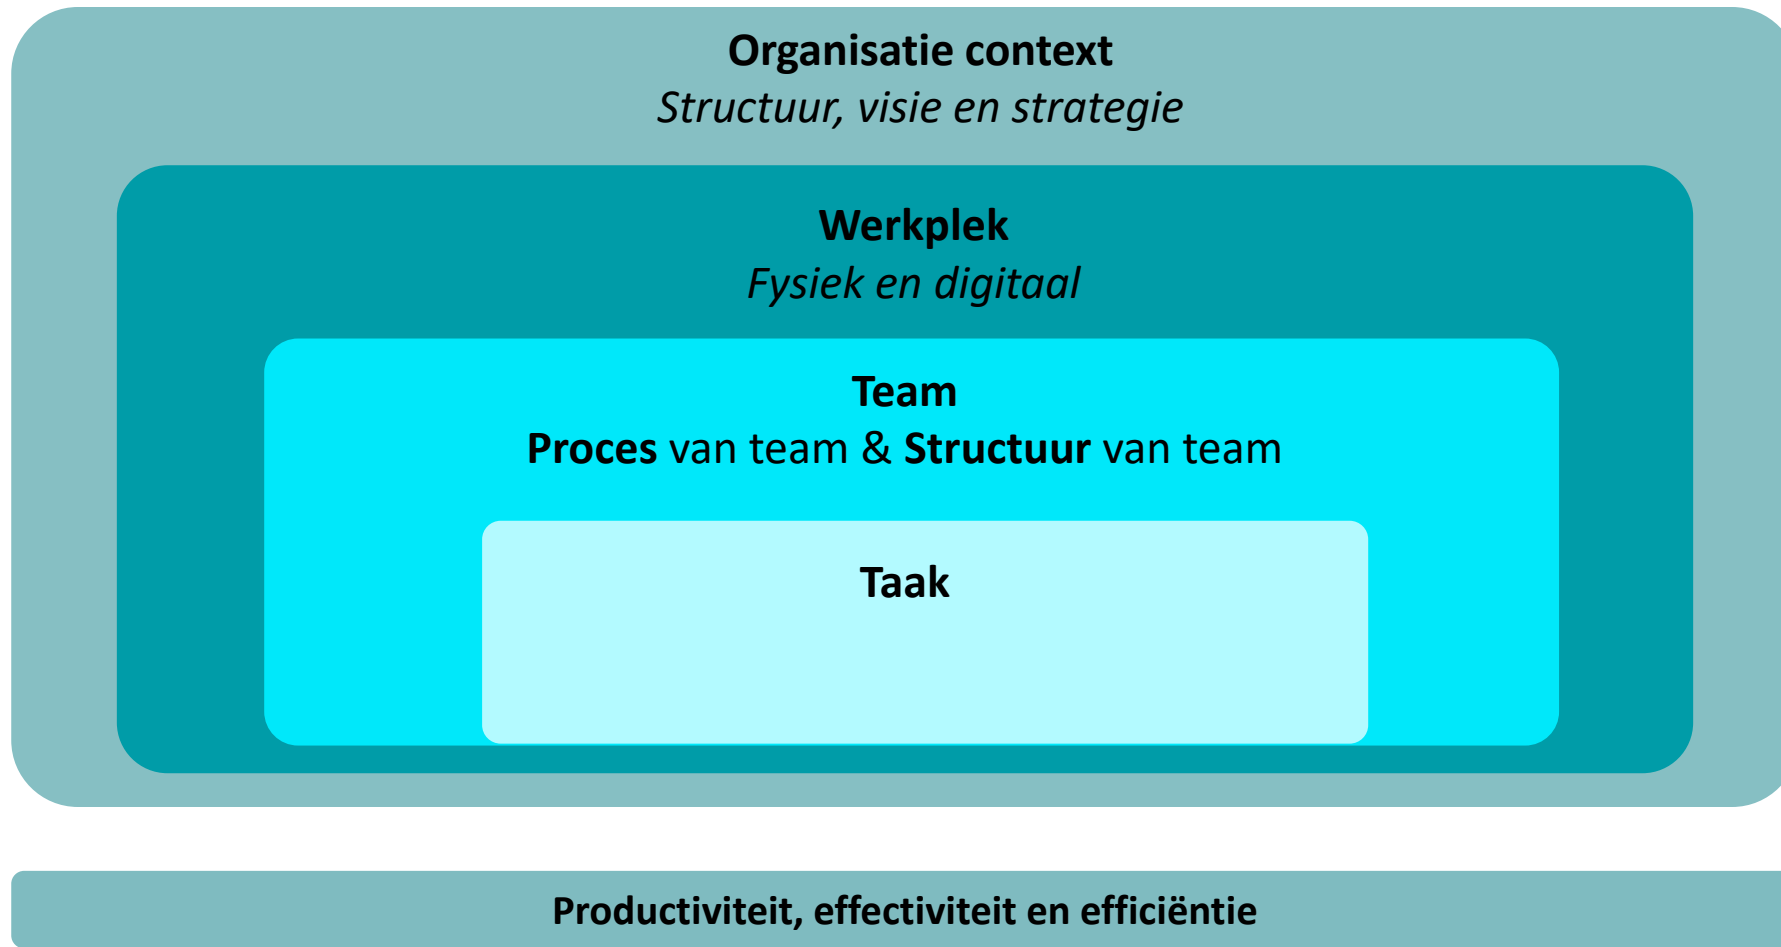 Organisatie context
Structuur, visie en strategie
Werkplek
Fysiek en digitaal
Team
Proces van team & Structuur van team
Taak
Productiviteit, effectiviteit en efficiëntie